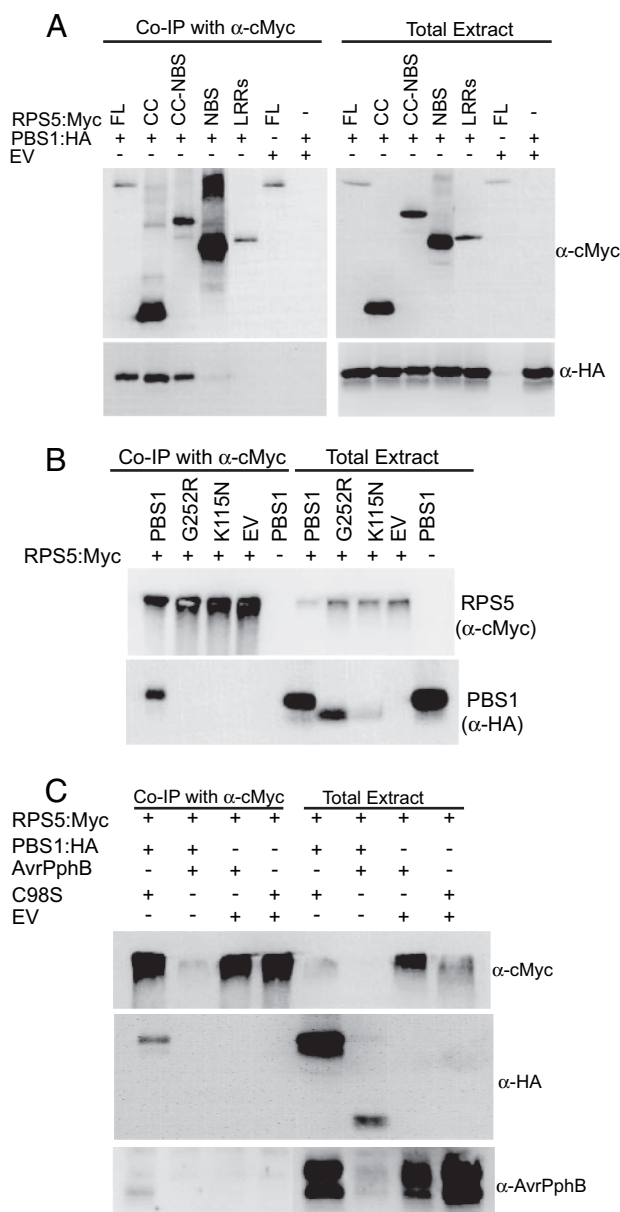 A
Co-IP with α-cMyc Total Extract
RPS5:Myc FL CC CC-NBS NBS LRRs FL - FL CC CC-NBS NBS LRRs FL -
PBS1:HA + + + + + - + + + + + + - +
EV - - - - - + + - - - - - + +
α-cMyc
α-HA
B
Co-IP with α-cMyc Total Extract
PBS1 G252R K115N EV PBS1 PBS1 G252R K115N EV PBS1
RPS5:Myc + + + + - + + + + -
RPS5
(α-cMyc)
PBS1
(α-HA)
C
Co-IP with α-cMyc Total Extract
RPS5:Myc + + + + + + + +
PBS1:HA + + - - + + - -
AvrPphB - + + - - + + -
C98S + - - + + - - +
EV - - + + - - + +
α-cMyc
α-HA
α-AvrPphB